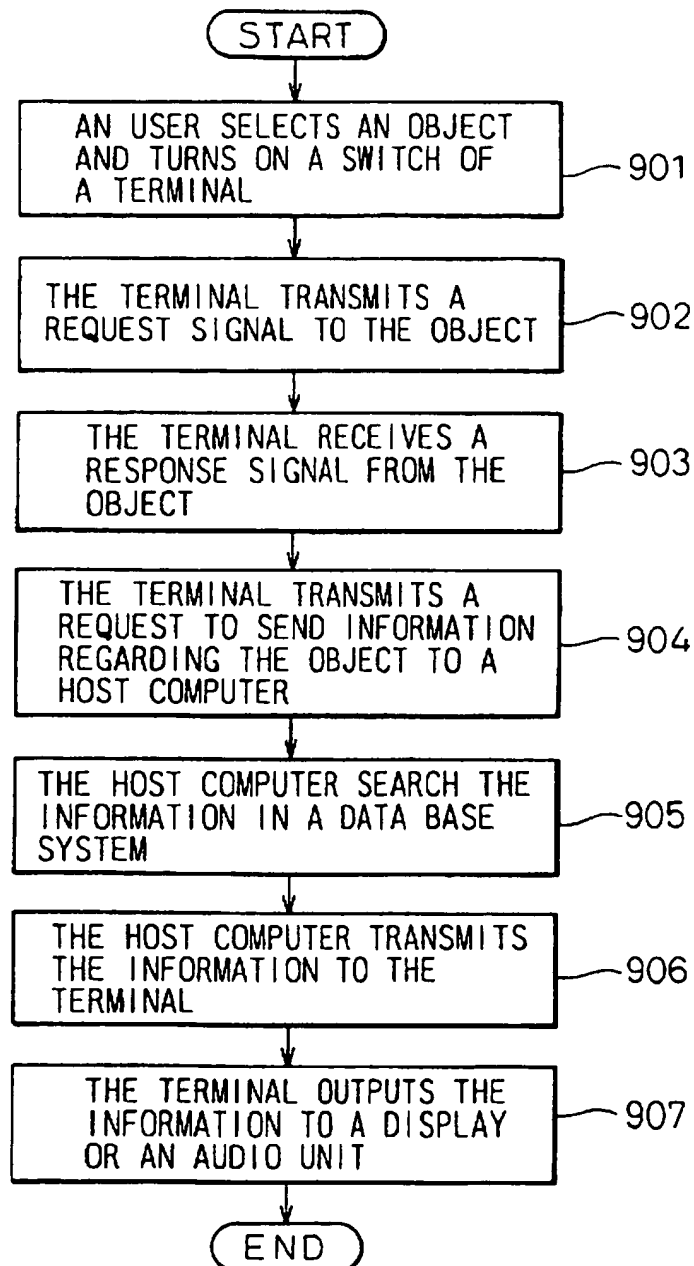 START
AN USER SELECTS AN OBJECT
AND TURNS ON A SWITCH OF
A TERMINAL
901
THE TERMINAL TRANSMITS A
REQUEST SIGNAL TO THE OBJECT
902
THE TERMINAL RECEIVES A
RESPONSE SIGNAL FROM THE
OBJECT
903
THE TERMINAL TRANSMITS A
REQUEST TO SEND INFORMATION
REGARDING THE OBJECT TO A
HOST COMPUTER
904
THE HOST COMPUTER SEARCH THE
INFORMATION IN A DATA BASE
SYSTEM
905
THE HOST COMPUTER TRANSMITS
THE INFORMATION TO THE
TERMINAL
906
THE TERMINAL OUTPUTS THE
INFORMATION TO A DISPLAY
OR AN AUDIO UNIT
907
END